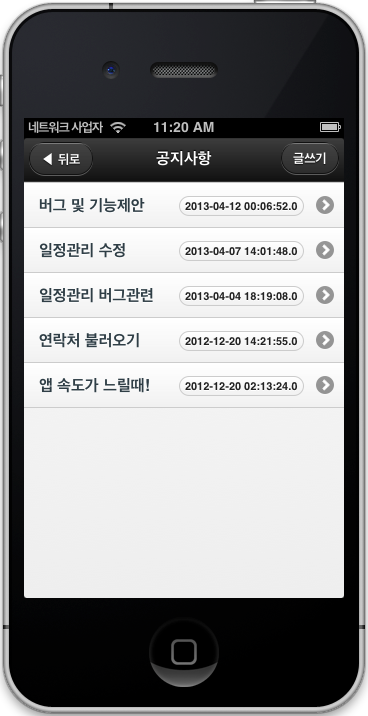 네트워크 사업자 11:20 AM
뒤로 공지사항 글쓰기
버그 및 기능제안 2013-04-12 00:06:52.0
일정관리 수정 2013-04-07 14:01:48.0
일정관리 버그관련 2013-04-04 18:19:08.0
연락처 불러오기 2012-12-20 14:21:55.0
앱 속도가 느릴때! 2012-12-20 02:13:24.0